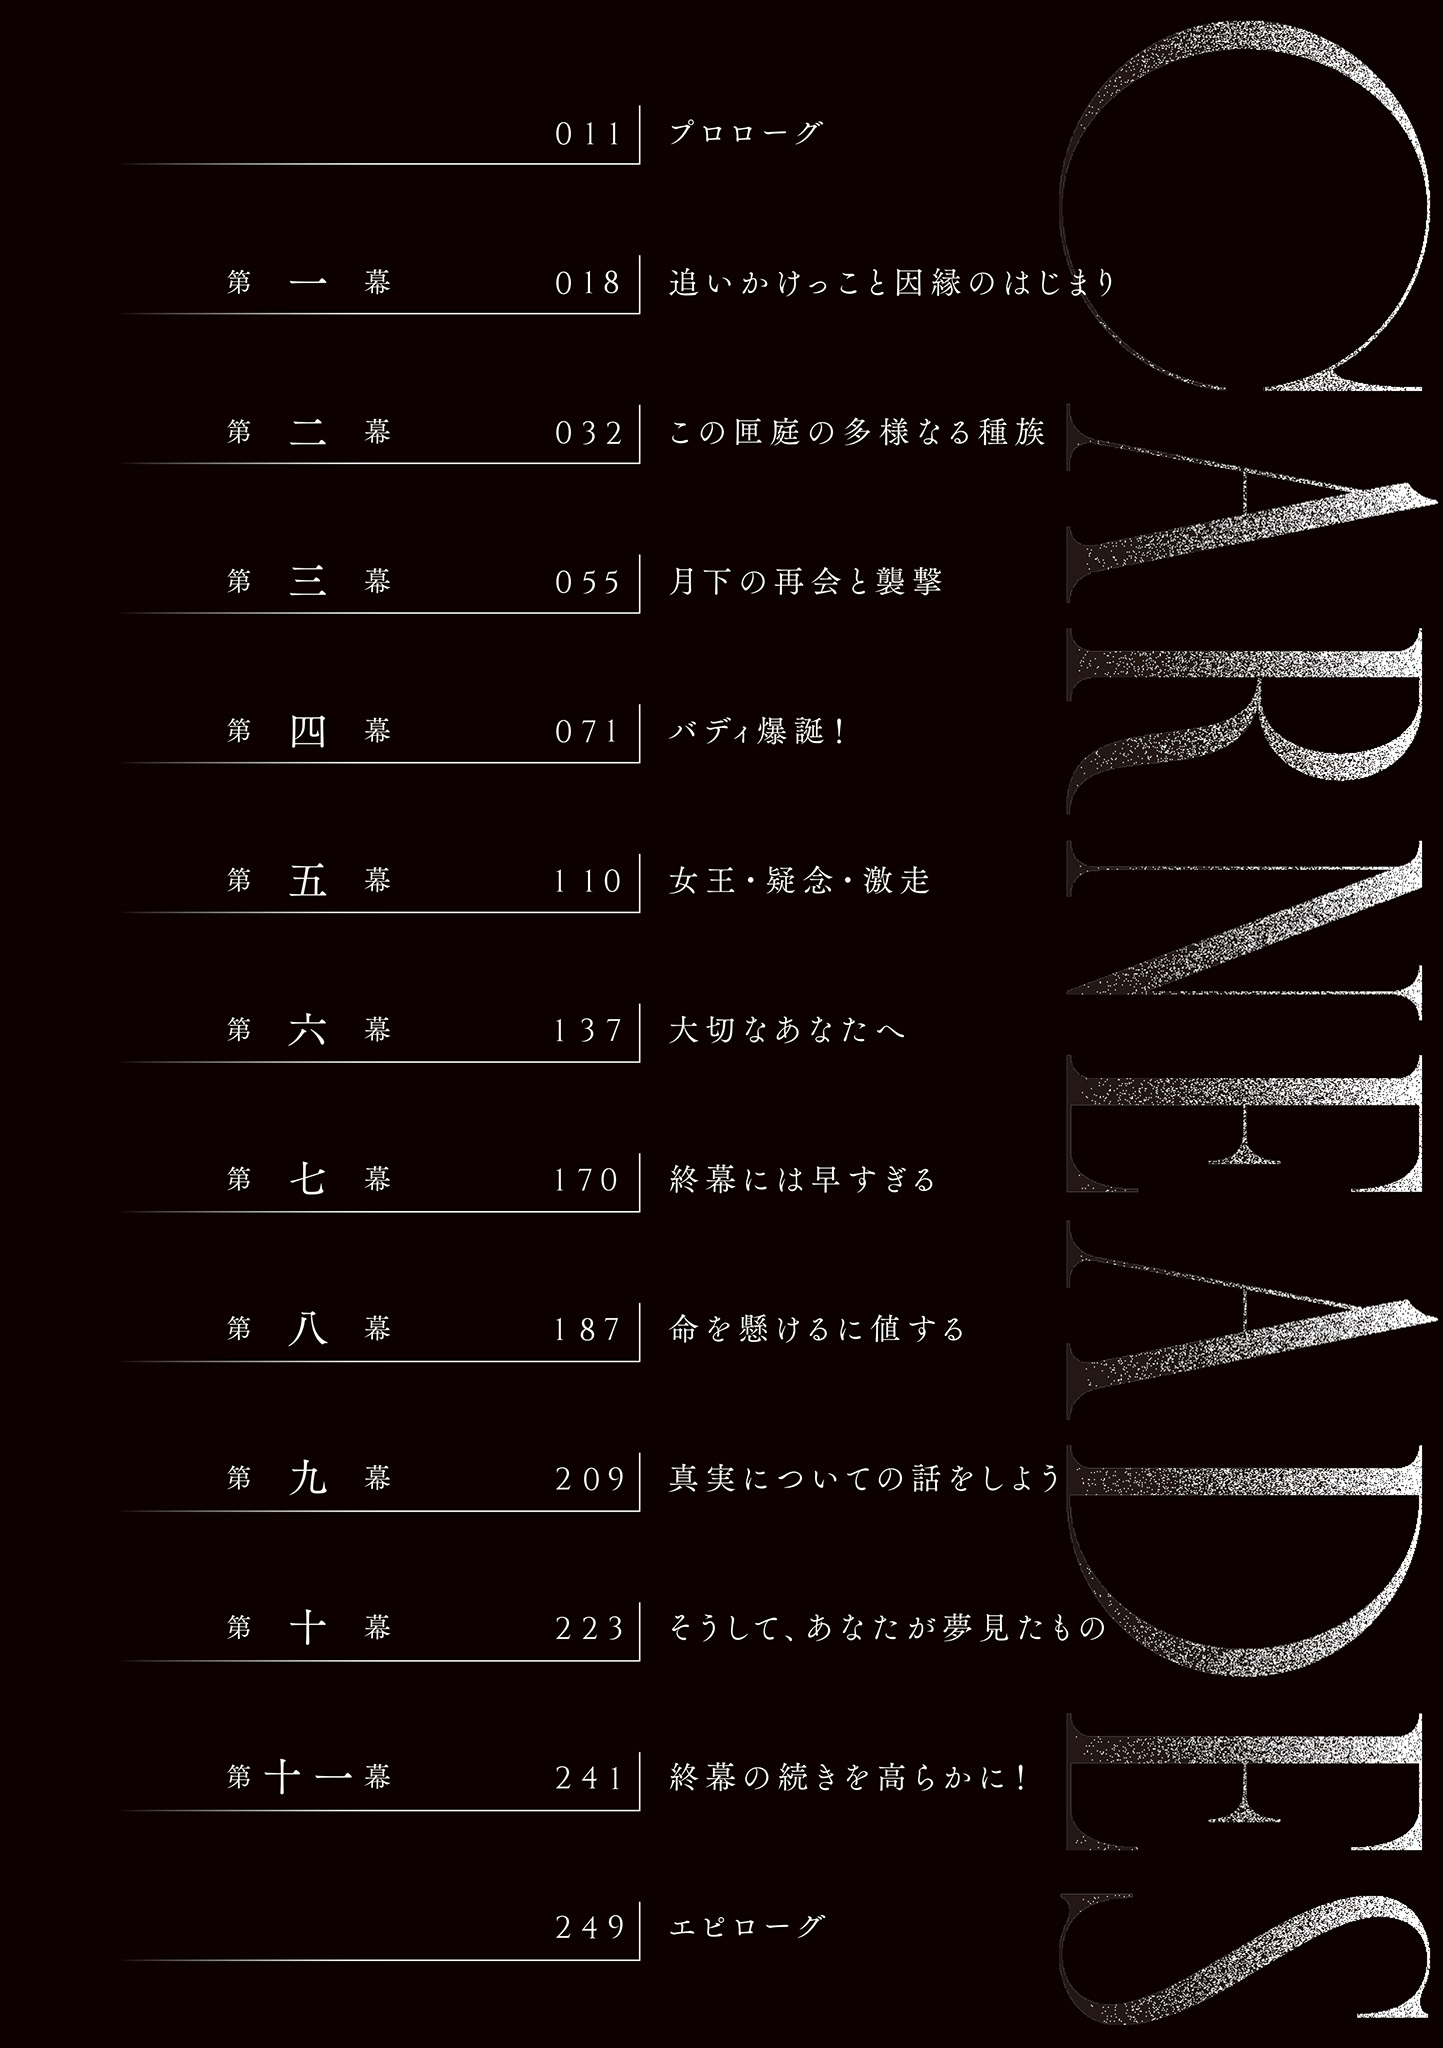 CARNEADES
011 プロローグ
第一幕 018 追いかけっこと因縁のはじまり
第二幕 032 この匣庭の多様なる種族
第三幕 055 月下の再会と襲撃
第四幕 071 バディ爆誕！
第五幕 110 女王・疑念・激走
第六幕 137 大切なあなたへ
第七幕 170 終幕には早すぎる
第八幕 187 命を懸けるに値する
第九幕 209 真実についての話をしよう
第十幕 223 そうして、あなたが夢見たもの
第十一幕 241 終幕の続きを高らかに！
249 エピローグ